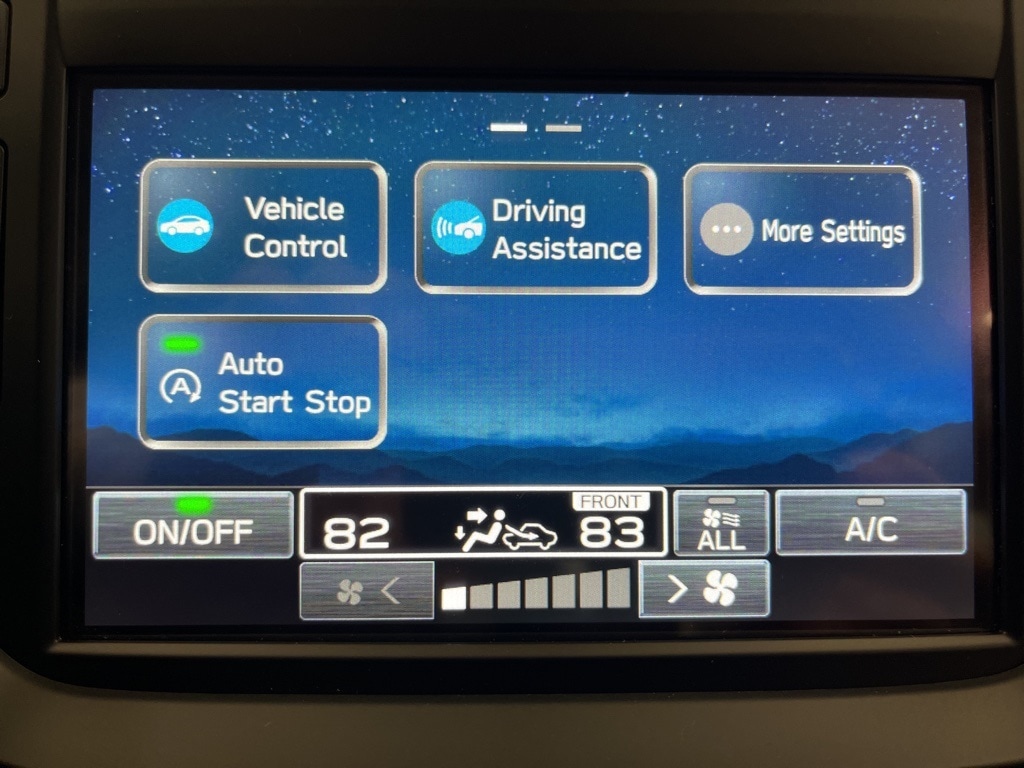 Vehicle
Control
Driving
Assistance
More Settings
Auto
A
Start Stop
ON/OFF
82
FRONT
83
ALL
A/C